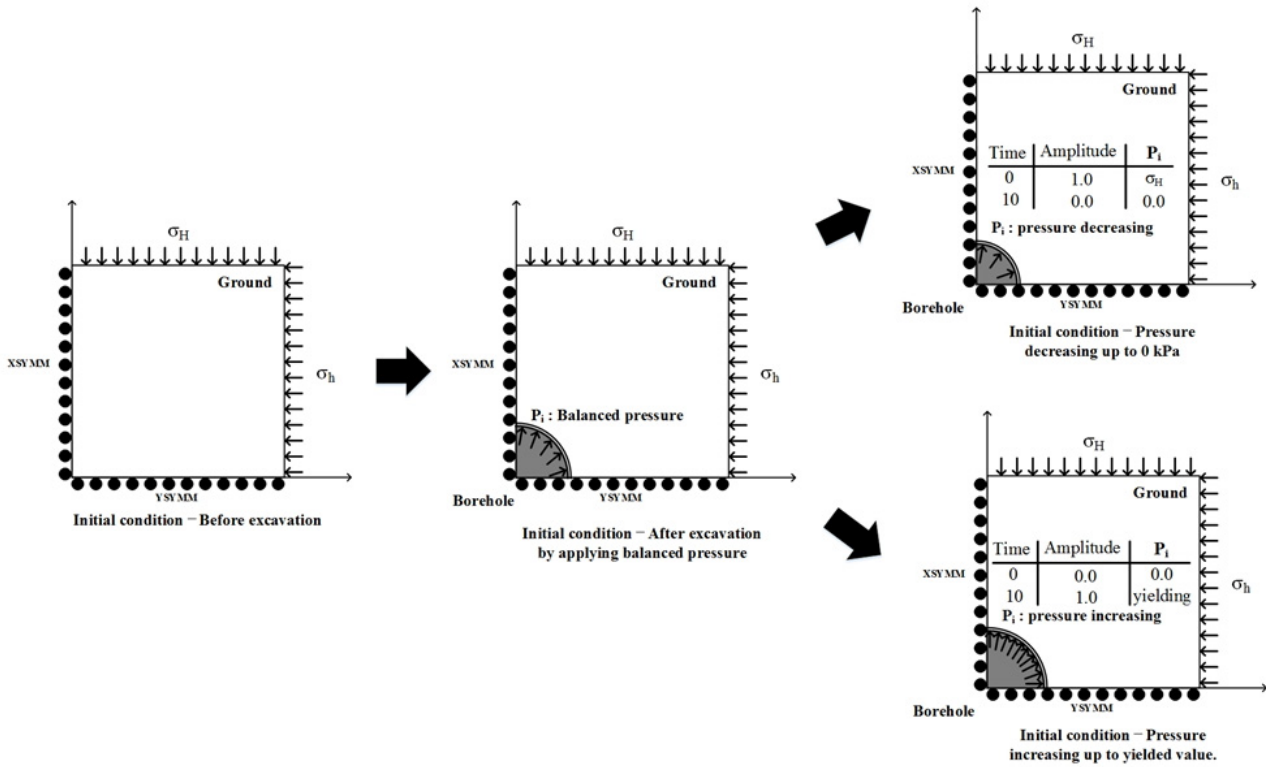 σH
Ground
XSYMM
σh
YSYMM
Initial condition – Before excavation
σH
Ground
XSYMM
σh
Pi : Balanced pressure
Borehole
YSYMM
Initial condition – After excavation
by applying balanced pressure
σH
Ground
XSYMM
Time Amplitude Pi
0 1.0 σH
10 0.0 0.0
σh
Pi : pressure decreasing
Borehole
YSYMM
Initial condition – Pressure
decreasing up to 0 kPa
σH
Ground
XSYMM
Time Amplitude Pi
0 0.0 0.0
10 1.0 yielding
σh
Pi : pressure increasing
Borehole
YSYMM
Initial condition – Pressure
increasing up to yielded value.